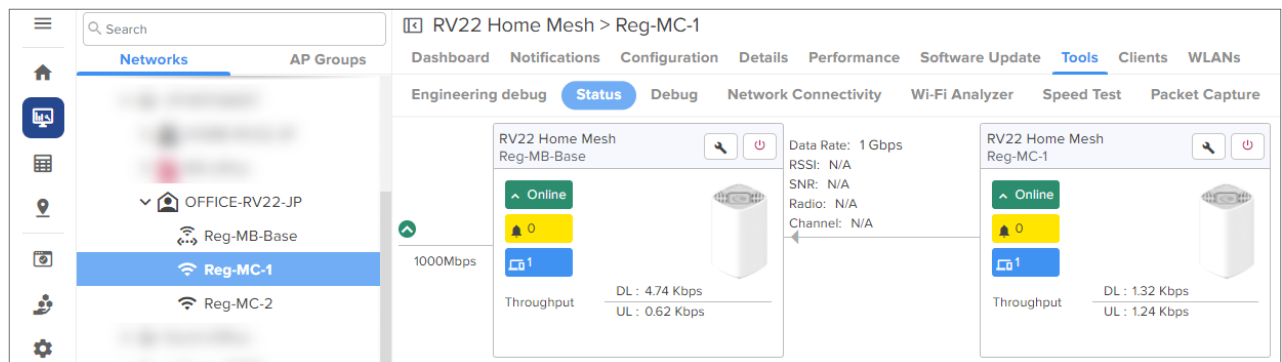 Search
Networks
AP Groups
OFFICE-RV22-JP
Reg-MB-Base
Reg-MC-1
Reg-MC-2
RV22 Home Mesh > Reg-MC-1
Dashboard Notifications Configuration Details Performance Software Update Tools Clients WLANs
Engineering debug Status Debug Network Connectivity Wi-Fi Analyzer Speed Test Packet Capture
1000Mbps
RV22 Home Mesh
Reg-MB-Base
Online
0
1
Throughput
DL : 4.74 Kbps
UL : 0.62 Kbps
Data Rate: 1 Gbps
RSSI: N/A
SNR: N/A
Radio: N/A
Channel: N/A
RV22 Home Mesh
Reg-MC-1
Online
0
1
Throughput
DL : 1.32 Kbps
UL : 1.24 Kbps